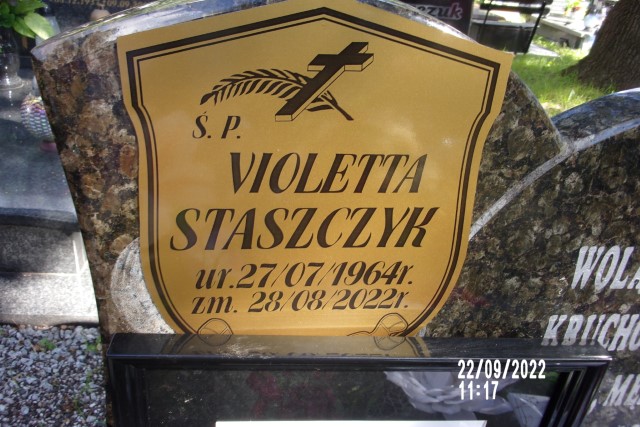 Ś. P.
VIOLETTA
STASZCZYK
ur. 27/07/1964r.
zm. 28/08/2022r.
22/09/2022
11:17